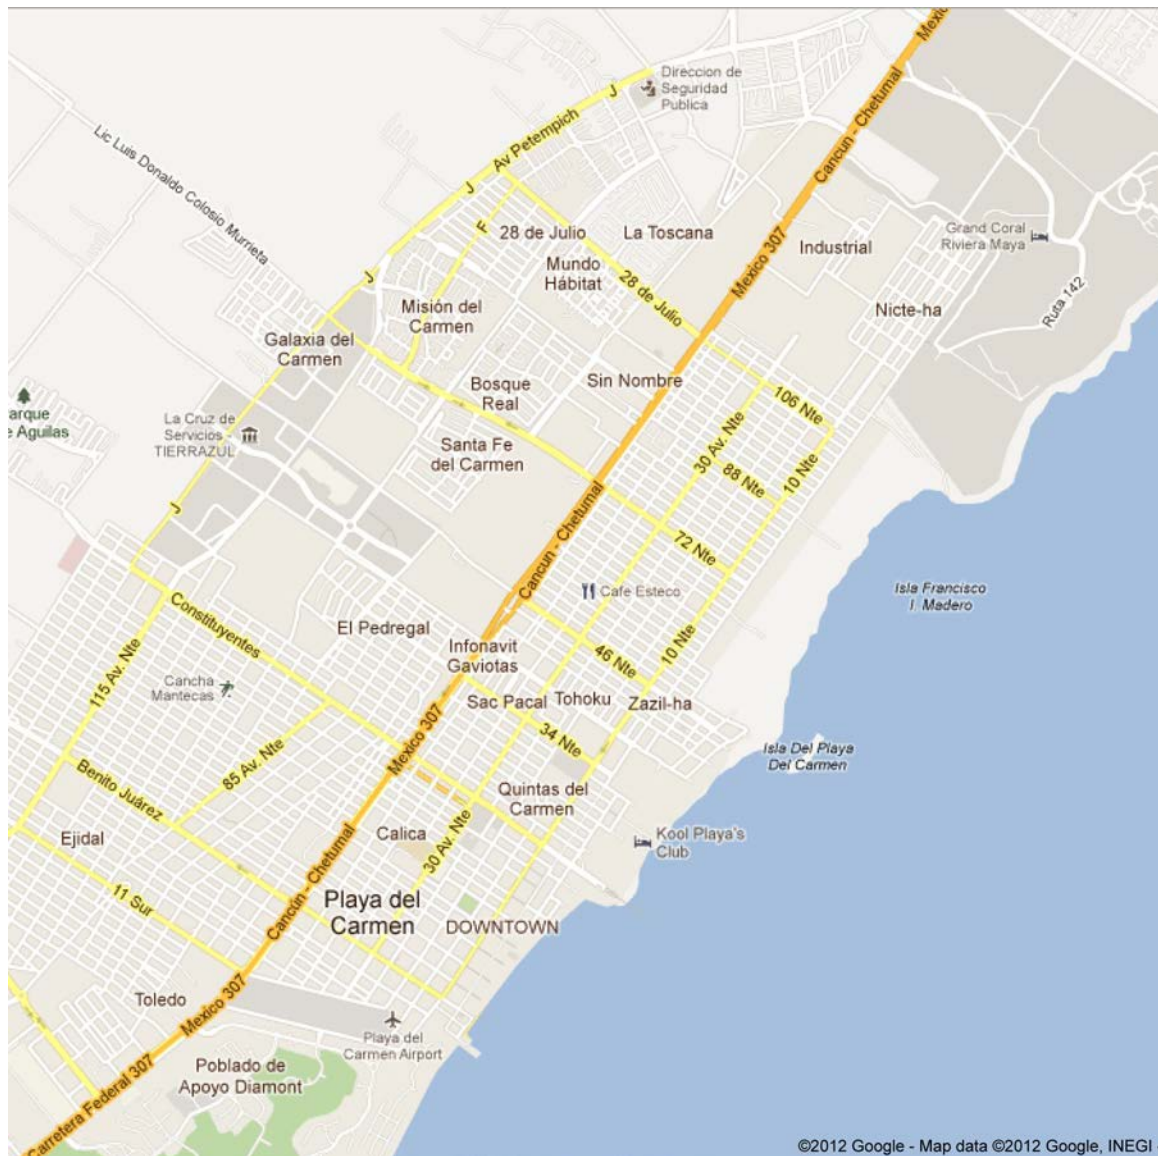 Mexico
Direccion de
Seguridad
Publica
J
Cancun - Chetumal
Av Petempich
Lic Luis Donaldo Colosio Murrieta
J
F
28 de Julio
La Toscana
Grand Coral
Riviera Maya
Industrial
Mexico 307
Mundo
Hábitat
J
28 de Julio
Ruta 142
Misión del
Carmen
Nicte-ha
Galaxia del
Carmen
Bosque
Real
Sin Nombre
106 Nte
arque
e Aguilas
La Cruz de
Servicios -
TIERRAZUL
30 Av. Nte
Santa Fe
del Carmen
88 Nte
10 Nte
J
Cancun - Chetumal
72 Nte
Cafe Esteco
Isla Francisco
I. Madero
Constituyentes
El Pedregal
Infonavit
Gaviotas
46 Nte
10 Nte
115 Av. Nte
Cancha
Mantecas
Sac Pacal
Tohoku
Zazil-ha
Mexico 307
34 Nte
Isla Del Playa
Del Carmen
85 Av. Nte
Benito Juárez
Quintas del
Carmen
Ejidal
Calica
30 Av. Nte
Kool Playa's
Club
Cancún - Chetumal
11 Sur
Playa del
Carmen
DOWNTOWN
Toledo
Mexico 307
Playa del
Carmen Airport
Poblado de
Apoyo Diamont
Carretera Federal 307
©2012 Google - Map data ©2012 Google, INEGI -